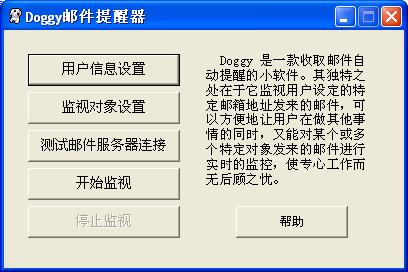 Doggy邮件提醒器
用户信息设置
监视对象设置
测试邮件服务器连接
开始监视
停止监视
Doggy 是一款收取邮件自
动提醒的小软件。其独特之
处在于它监视用户设定的特
定邮箱地址发来的邮件，可
以方便地让用户在做其他事
情的同时，又能对某个或多
个特定对象发来的邮件进行
实时的监控，使专心工作而
无后顾之忧。
帮助